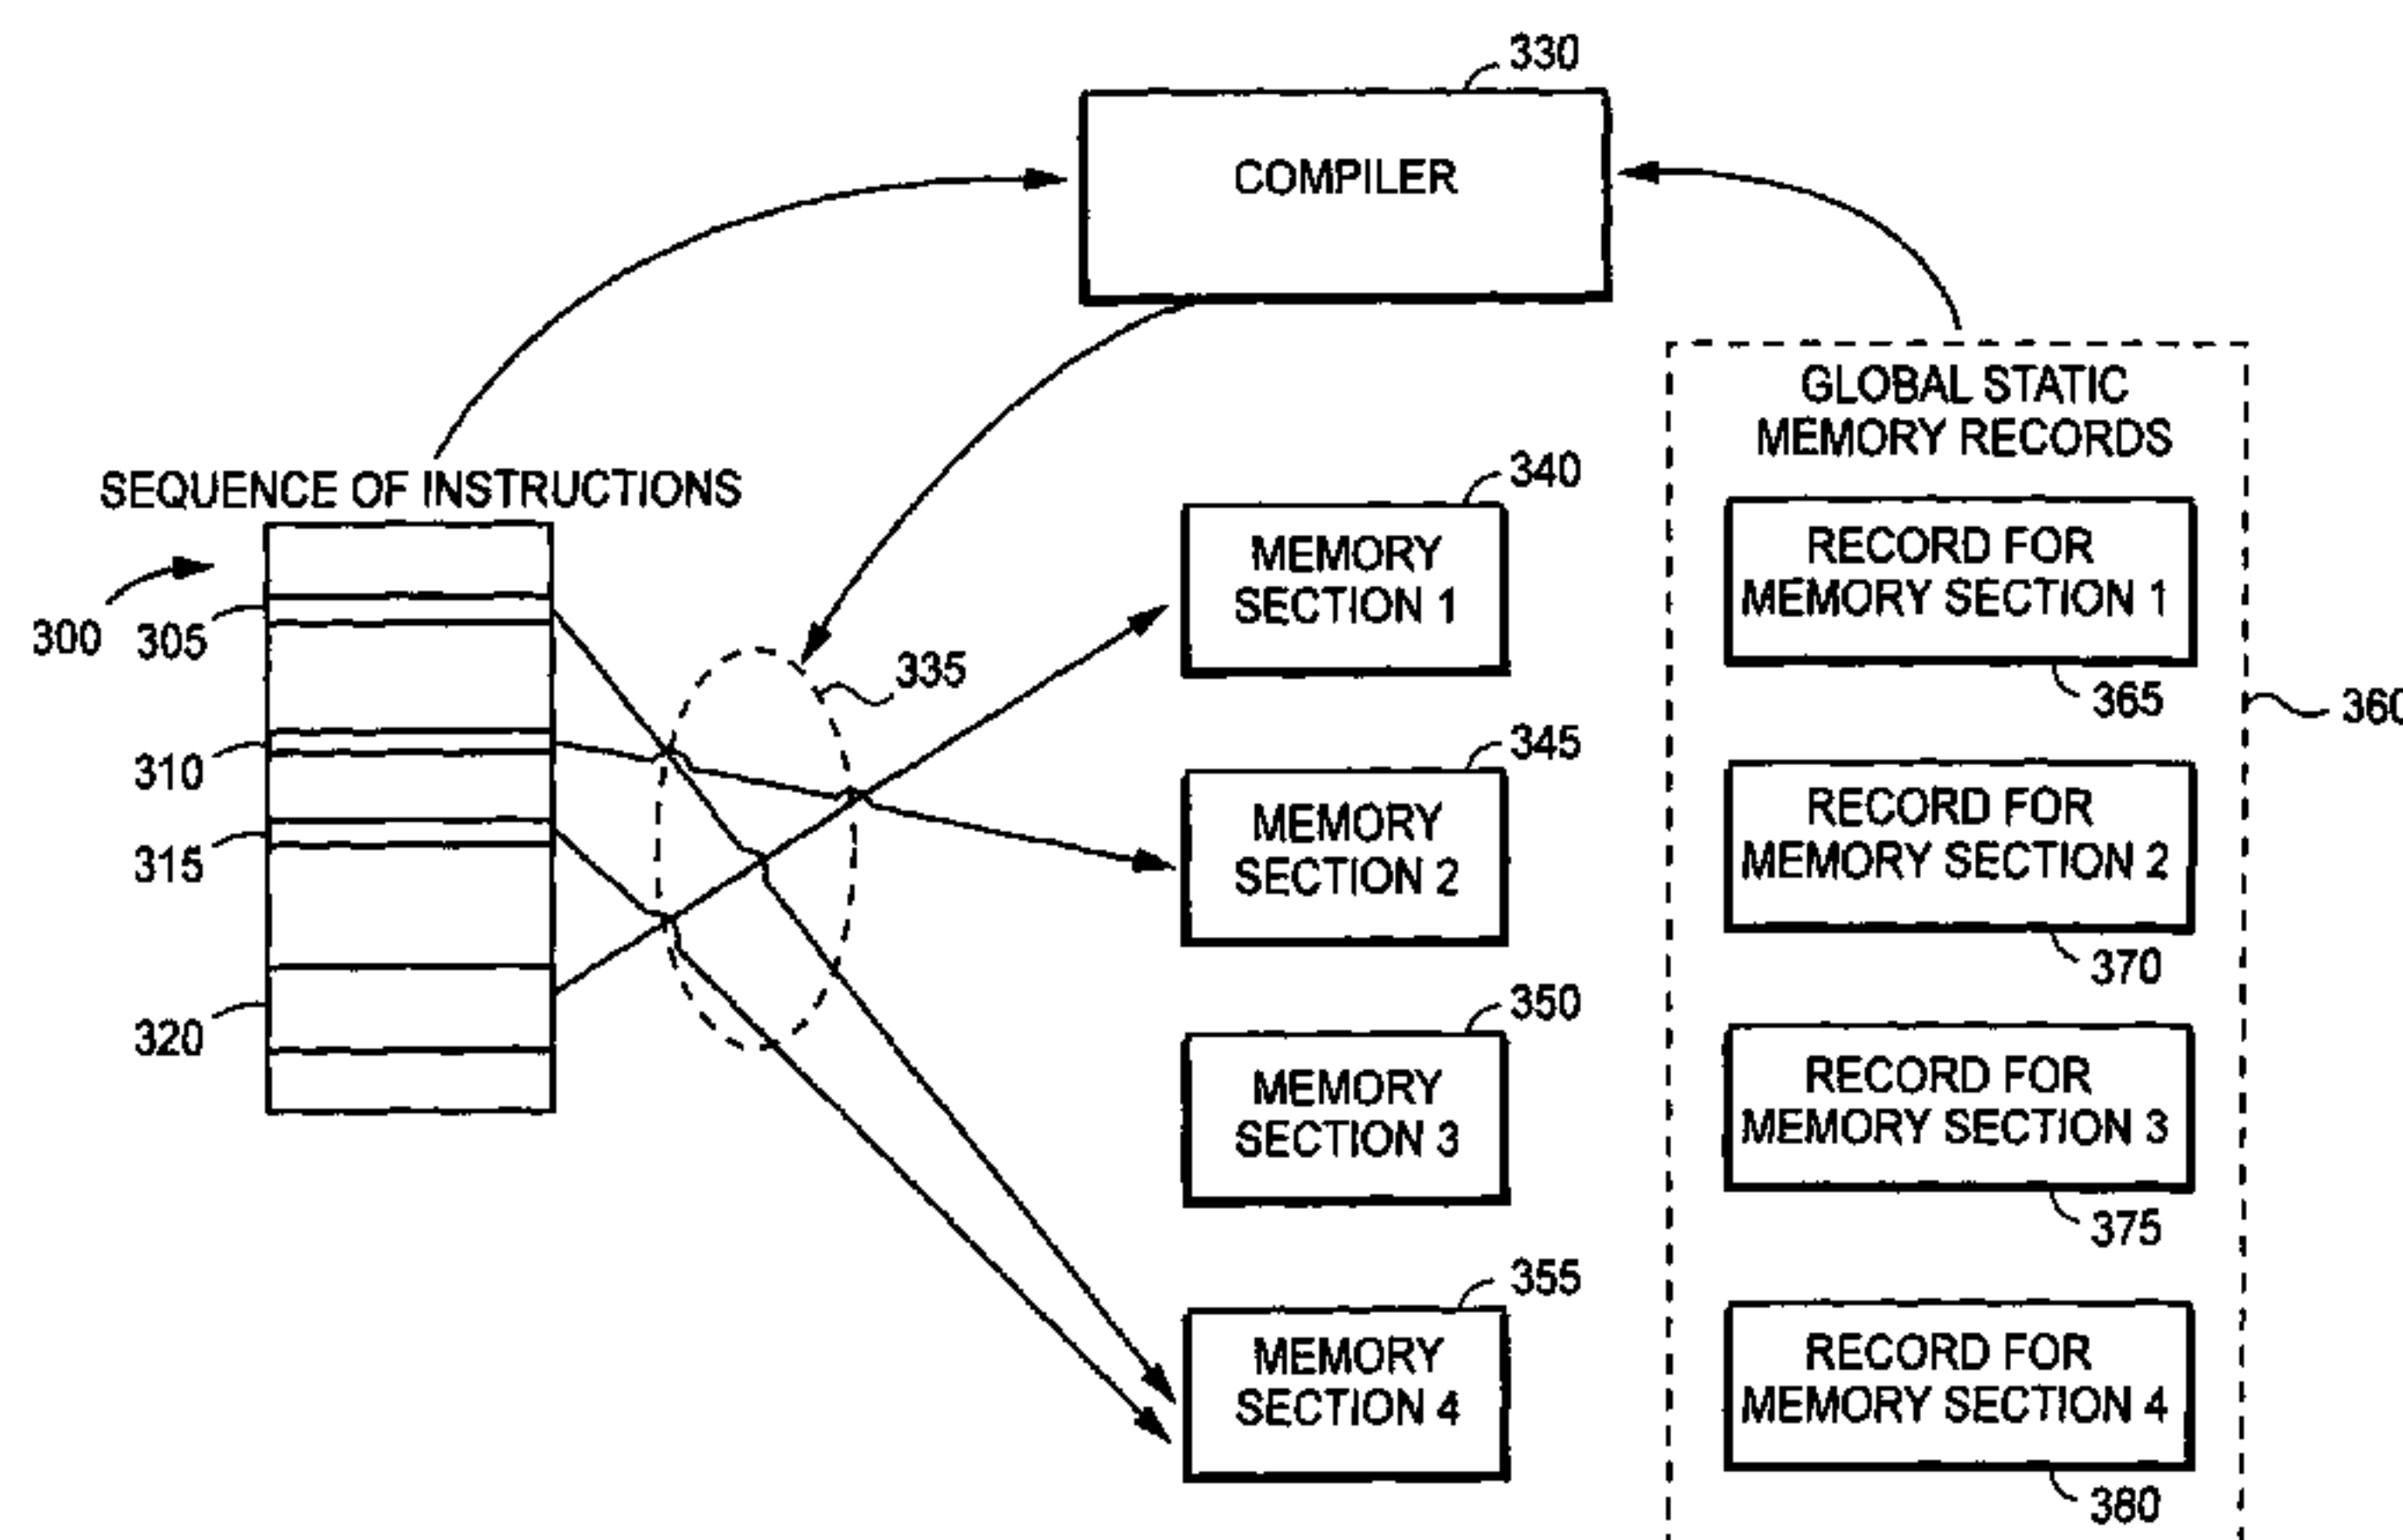 330
COMPILER
GLOBAL STATIC
MEMORY RECORDS
SEQUENCE OF INSTRUCTIONS
300
305
310
315
320
335
340
MEMORY
SECTION 1
345
MEMORY
SECTION 2
350
MEMORY
SECTION 3
355
MEMORY
SECTION 4
RECORD FOR
MEMORY SECTION 1
365
360
RECORD FOR
MEMORY SECTION 2
370
RECORD FOR
MEMORY SECTION 3
375
RECORD FOR
MEMORY SECTION 4
380